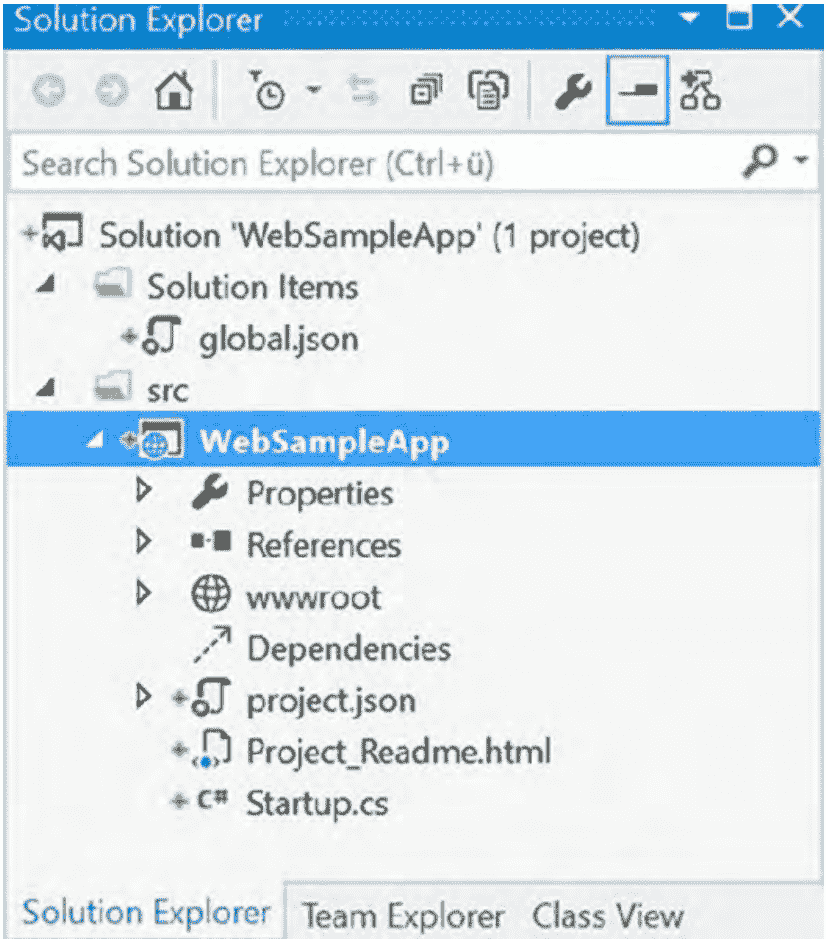 Solution Explorer
Search Solution Explorer (Ctrl+ü)
Solution 'WebSampleApp' (1 project)
Solution Items
global.json
src
WebSampleApp
Properties
References
wwwroot
Dependencies
project.json
Project_Readme.html
C# Startup.cs
Solution Explorer Team Explorer Class View